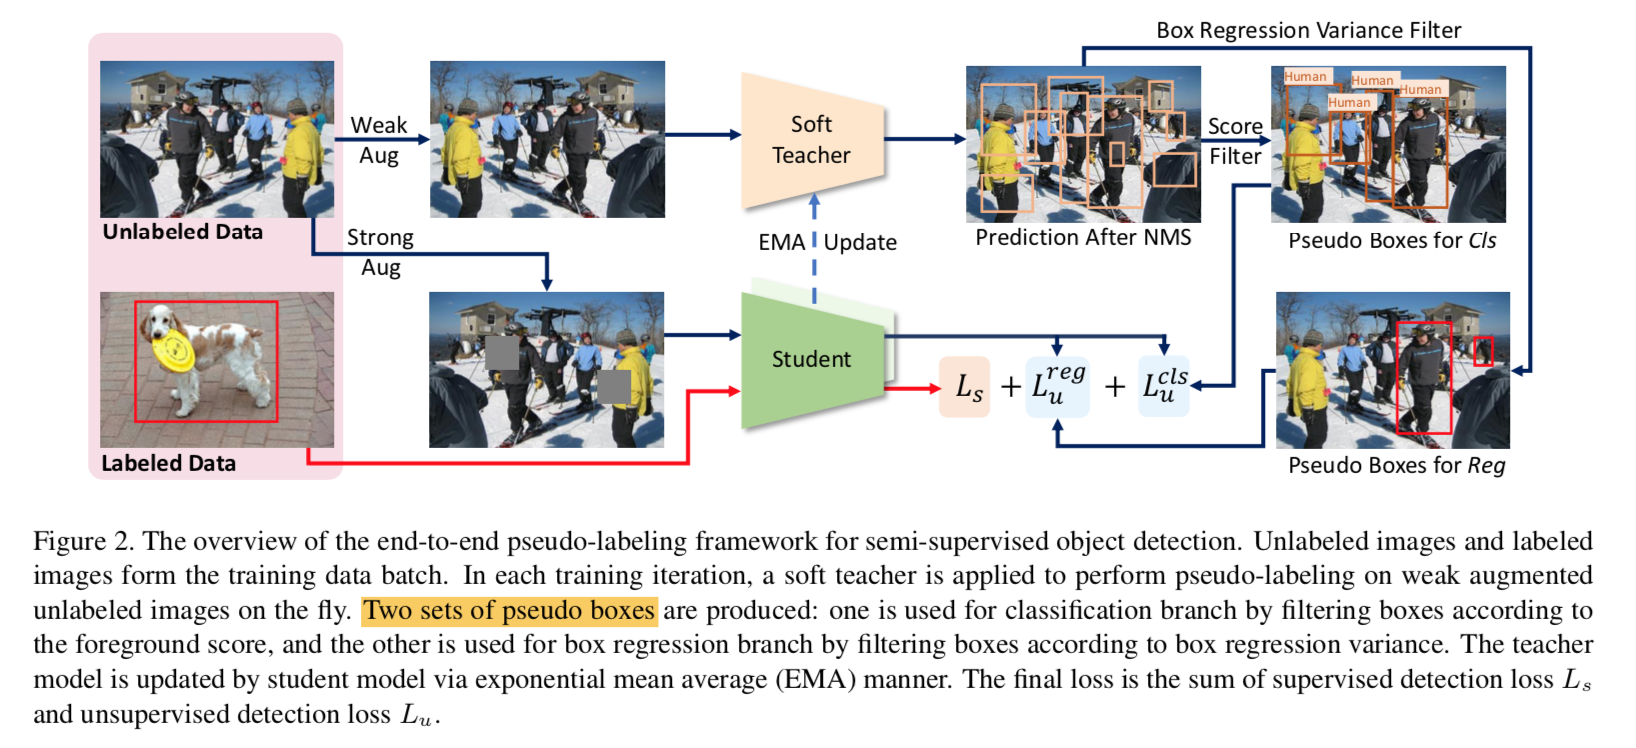 Box Regression Variance Filter
Weak
Aug
Soft
Teacher
Score
Filter
Human
Human
Human
Human
Unlabeled Data
Strong
Aug
EMA
Update
Prediction After NMS
Pseudo Boxes for Cls
Student
L_s + L_u^{reg} + L_u^{cls}
Labeled Data
Pseudo Boxes for Reg
Figure 2. The overview of the end-to-end pseudo-labeling framework for semi-supervised object detection. Unlabeled images and labeled
images form the training data batch. In each training iteration, a soft teacher is applied to perform pseudo-labeling on weak augmented
unlabeled images on the fly. Two sets of pseudo boxes are produced: one is used for classification branch by filtering boxes according to
the foreground score, and the other is used for box regression branch by filtering boxes according to box regression variance. The teacher
model is updated by student model via exponential mean average (EMA) manner. The final loss is the sum of supervised detection loss L_s
and unsupervised detection loss L_u.